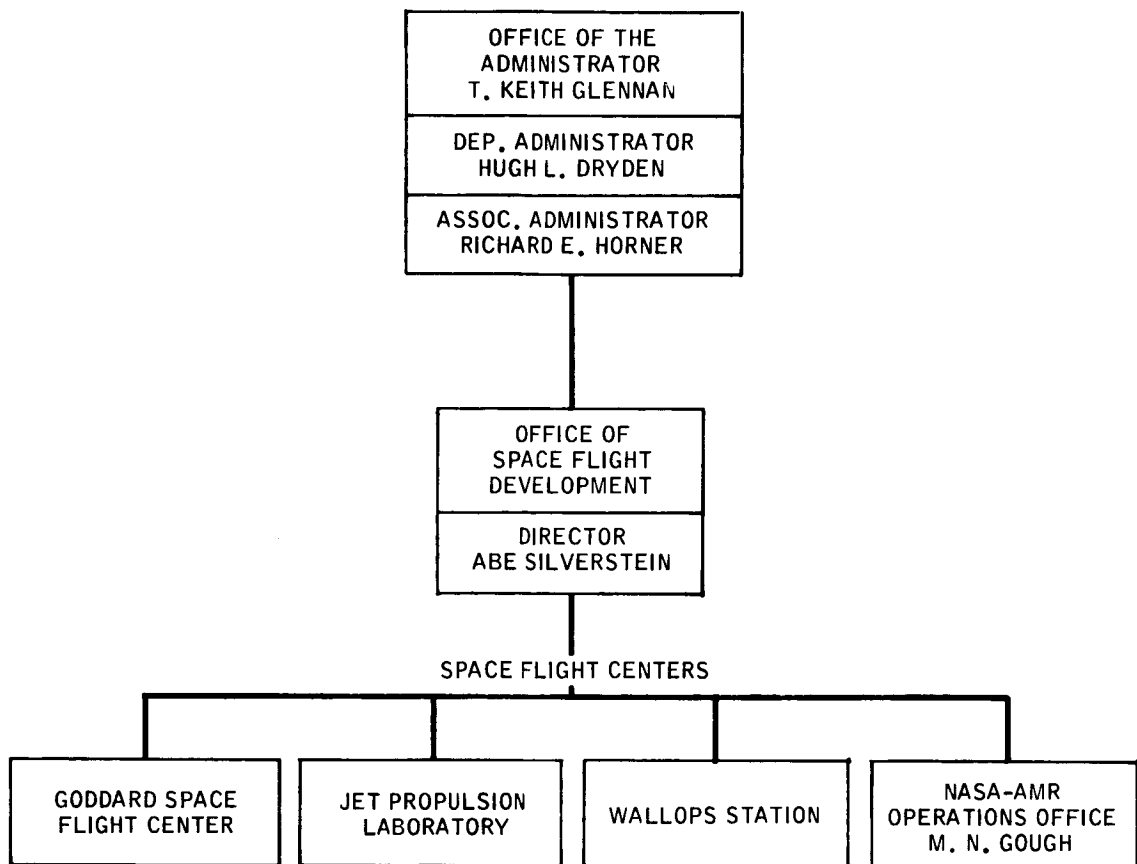 OFFICE OF THE
ADMINISTRATOR
T. KEITH GLENNAN
DEP. ADMINISTRATOR
HUGH L. DRYDEN
ASSOC. ADMINISTRATOR
RICHARD E. HORNER
OFFICE OF
SPACE FLIGHT
DEVELOPMENT
DIRECTOR
ABE SILVERSTEIN
SPACE FLIGHT CENTERS
GODDARD SPACE
FLIGHT CENTER
JET PROPULSION
LABORATORY
WALLOPS STATION
NASA-AMR
OPERATIONS OFFICE
M. N. GOUGH